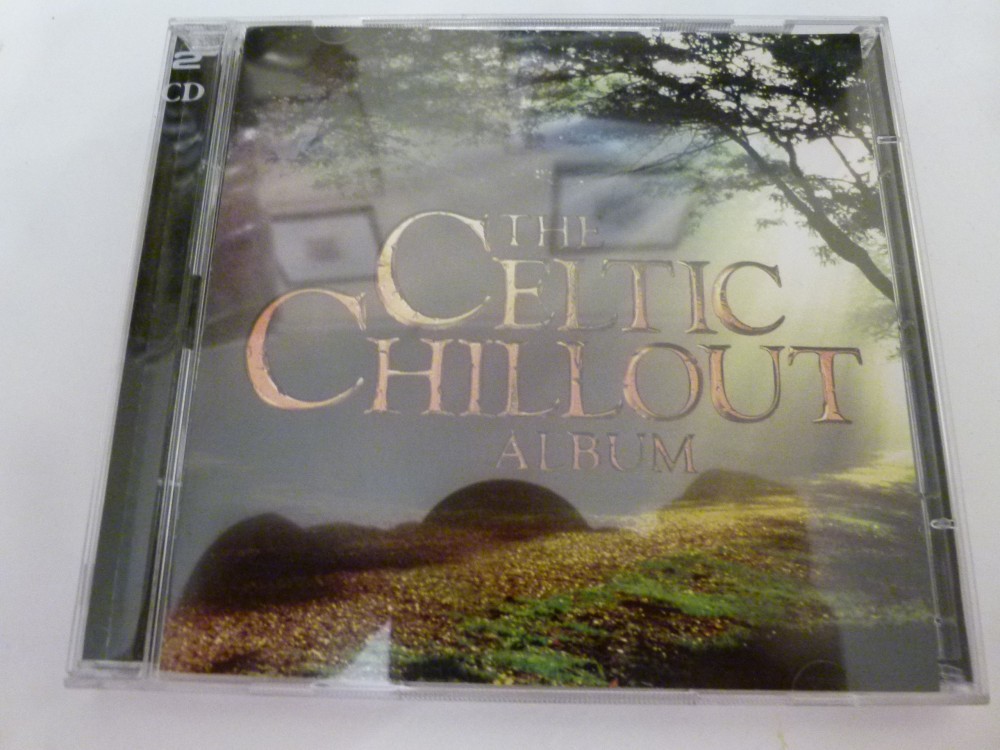 2
CD
THE
CELTIC
CHILLOUT
ALBUM